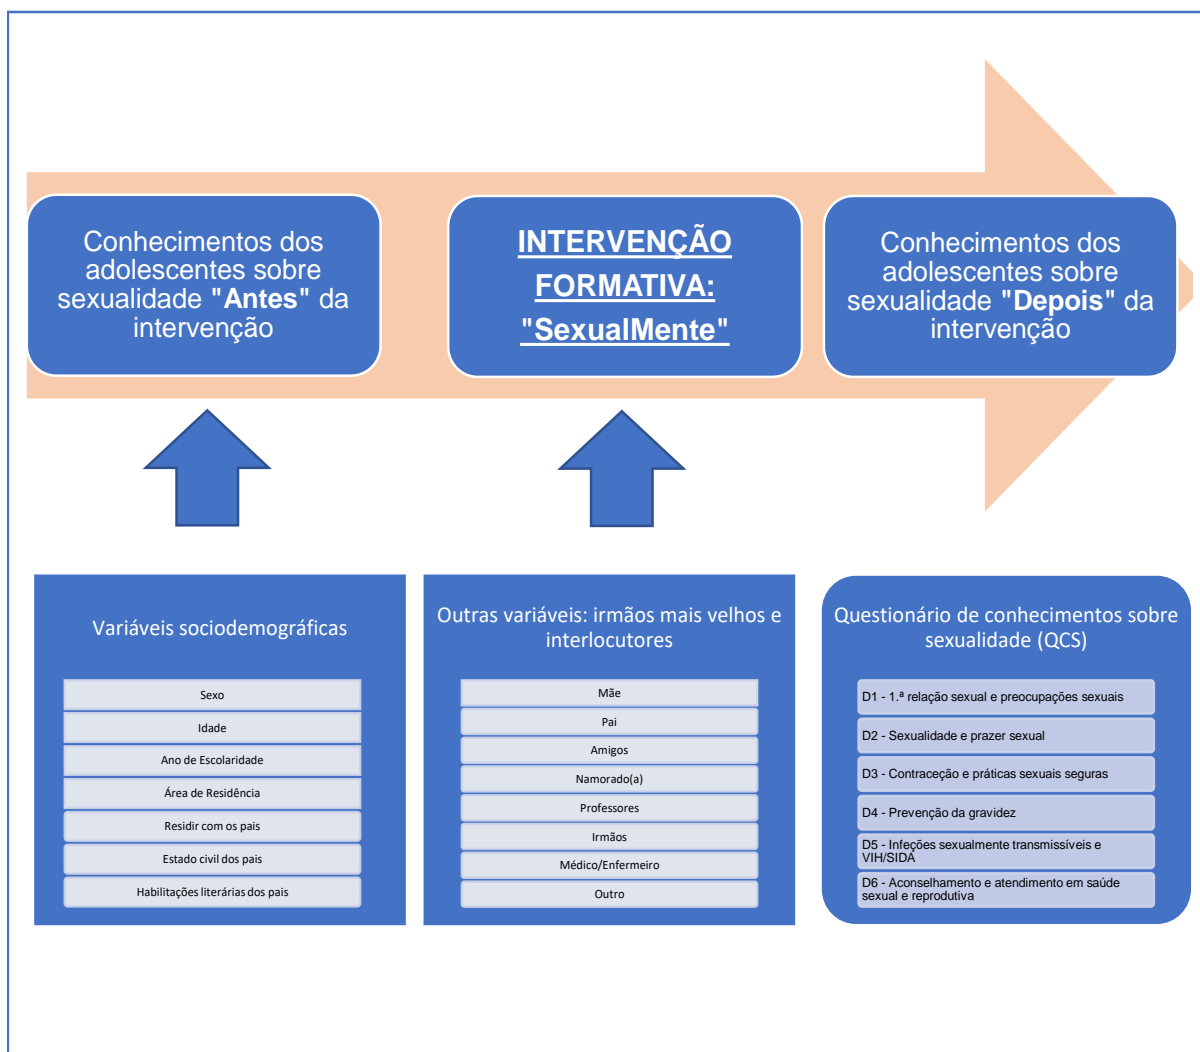 Conhecimentos dos
adolescentes sobre
sexualidade "Antes" da
intervenção
INTERVENÇÃO
FORMATIVA:
"SexualMente"
Conhecimentos dos
adolescentes sobre
sexualidade "Depois" da
intervenção
Variáveis sociodemográficas
Sexo
Idade
Ano de Escolaridade
Área de Residência
Residir com os pais
Estado civil dos pais
Habilitações literárias dos pais
Outras variáveis: irmãos mais velhos e
interlocutores
Mãe
Pai
Amigos
Namorado(a)
Professores
Irmãos
Médico/Enfermeiro
Outro
Questionário de conhecimentos sobre
sexualidade (QCS)
D1 - 1.ª relação sexual e preocupações sexuais
D2 - Sexualidade e prazer sexual
D3 - Contraceção e práticas sexuais seguras
D4 - Prevenção da gravidez
D5 - Infeções sexualmente transmissíveis e
VIH/SIDA
D6 - Aconselhamento e atendimento em saúde
sexual e reprodutiva